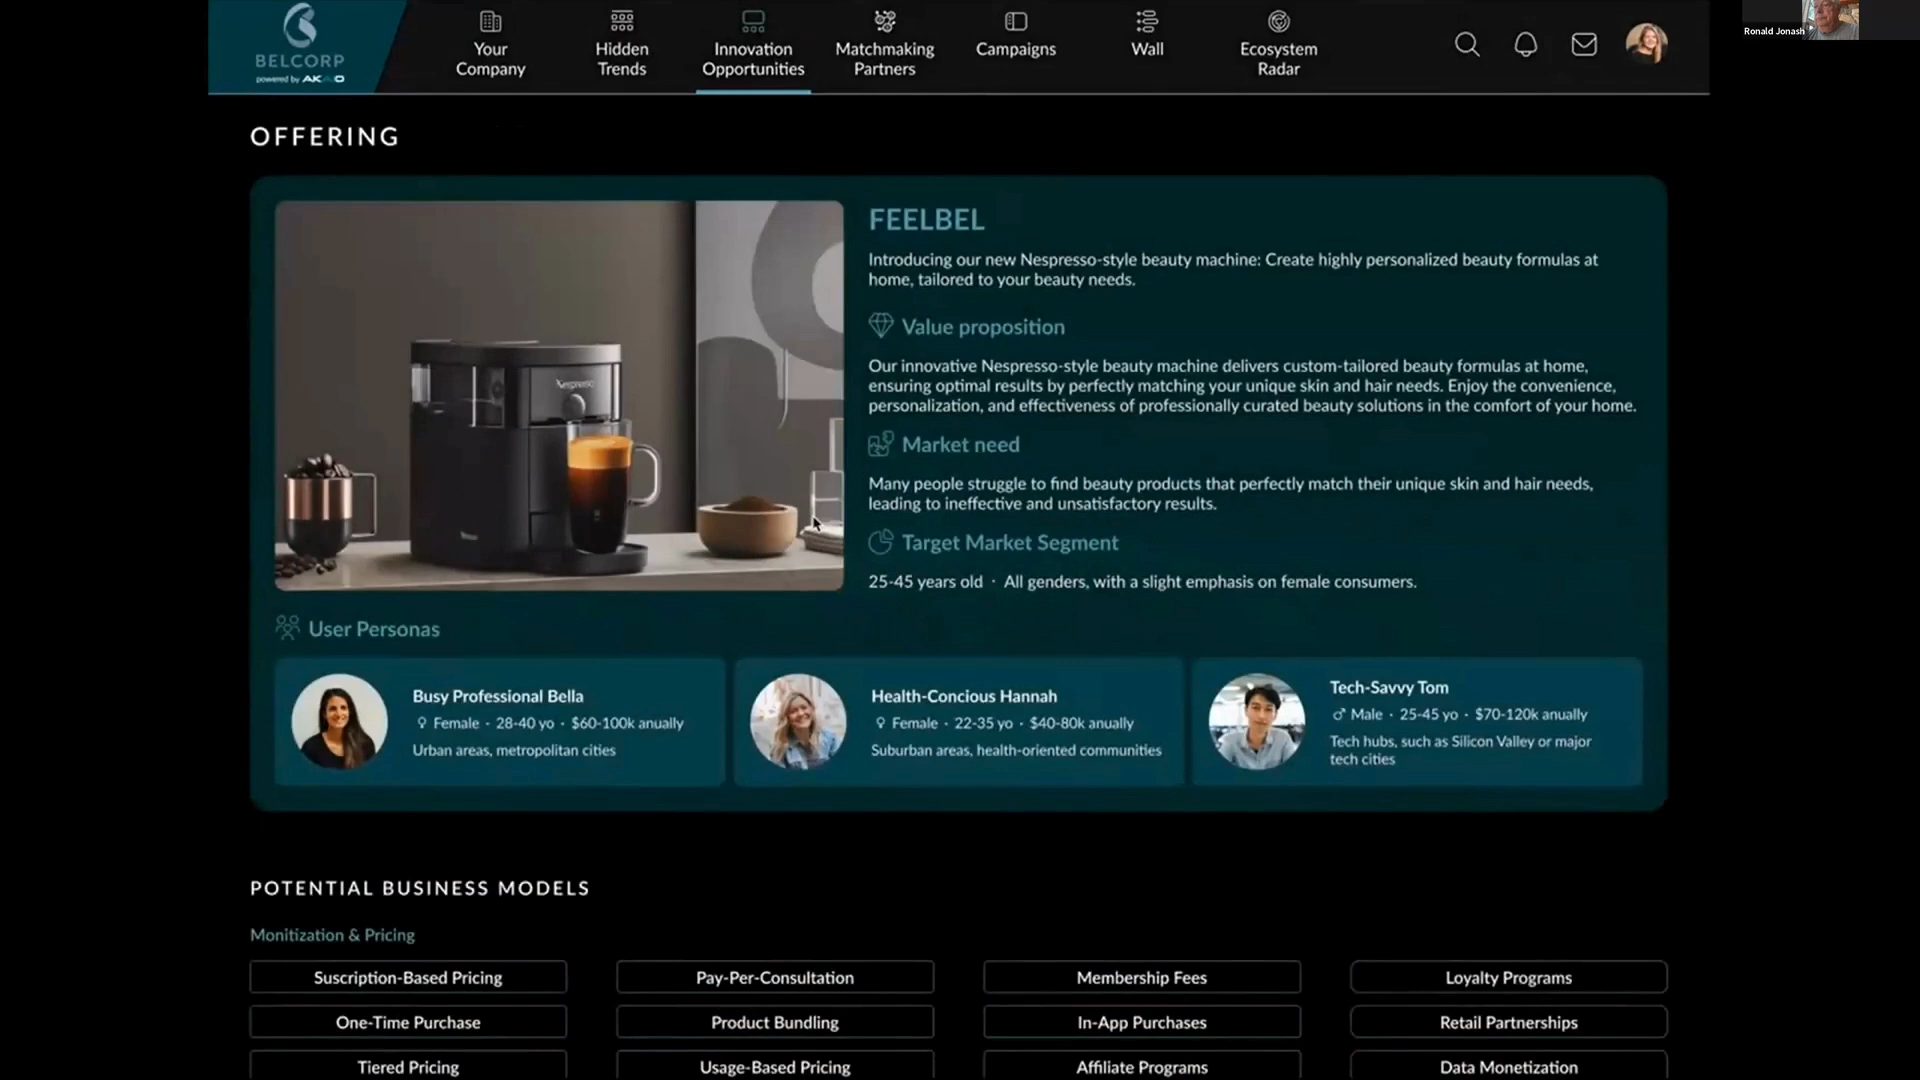 BELCORP
powered by AKAO
Your
Company
Hidden
Trends
Innovation
Opportunities
Matchmaking
Partners
Campaigns
Wall
Ecosystem
Radar
Ronald Jonash
OFFERING
FEELBEL
Introducing our new Nespresso-style beauty machine: Create highly personalized beauty formulas at
home, tailored to your beauty needs.
Value proposition
Our innovative Nespresso-style beauty machine delivers custom-tailored beauty formulas at home,
ensuring optimal results by perfectly matching your unique skin and hair needs. Enjoy the convenience,
personalization, and effectiveness of professionally curated beauty solutions in the comfort of your home.
Market need
Many people struggle to find beauty products that perfectly match their unique skin and hair needs,
leading to ineffective and unsatisfactory results.
Target Market Segment
25-45 years old · All genders, with a slight emphasis on female consumers.
User Personas
Busy Professional Bella
♀ Female · 28-40 yo · $60-100k anually
Urban areas, metropolitan cities
Health-Concious Hannah
♀ Female · 22-35 yo · $40-80k anually
Suburban areas, health-oriented communities
Tech-Savvy Tom
♂ Male · 25-45 yo · $70-120k anually
Tech hubs, such as Silicon Valley or major
tech cities
POTENTIAL BUSINESS MODELS
Monitization & Pricing
Suscription-Based Pricing
Pay-Per-Consultation
Membership Fees
Loyalty Programs
One-Time Purchase
Product Bundling
In-App Purchases
Retail Partnerships
Tiered Pricing
Usage-Based Pricing
Affiliate Programs
Data Monetization